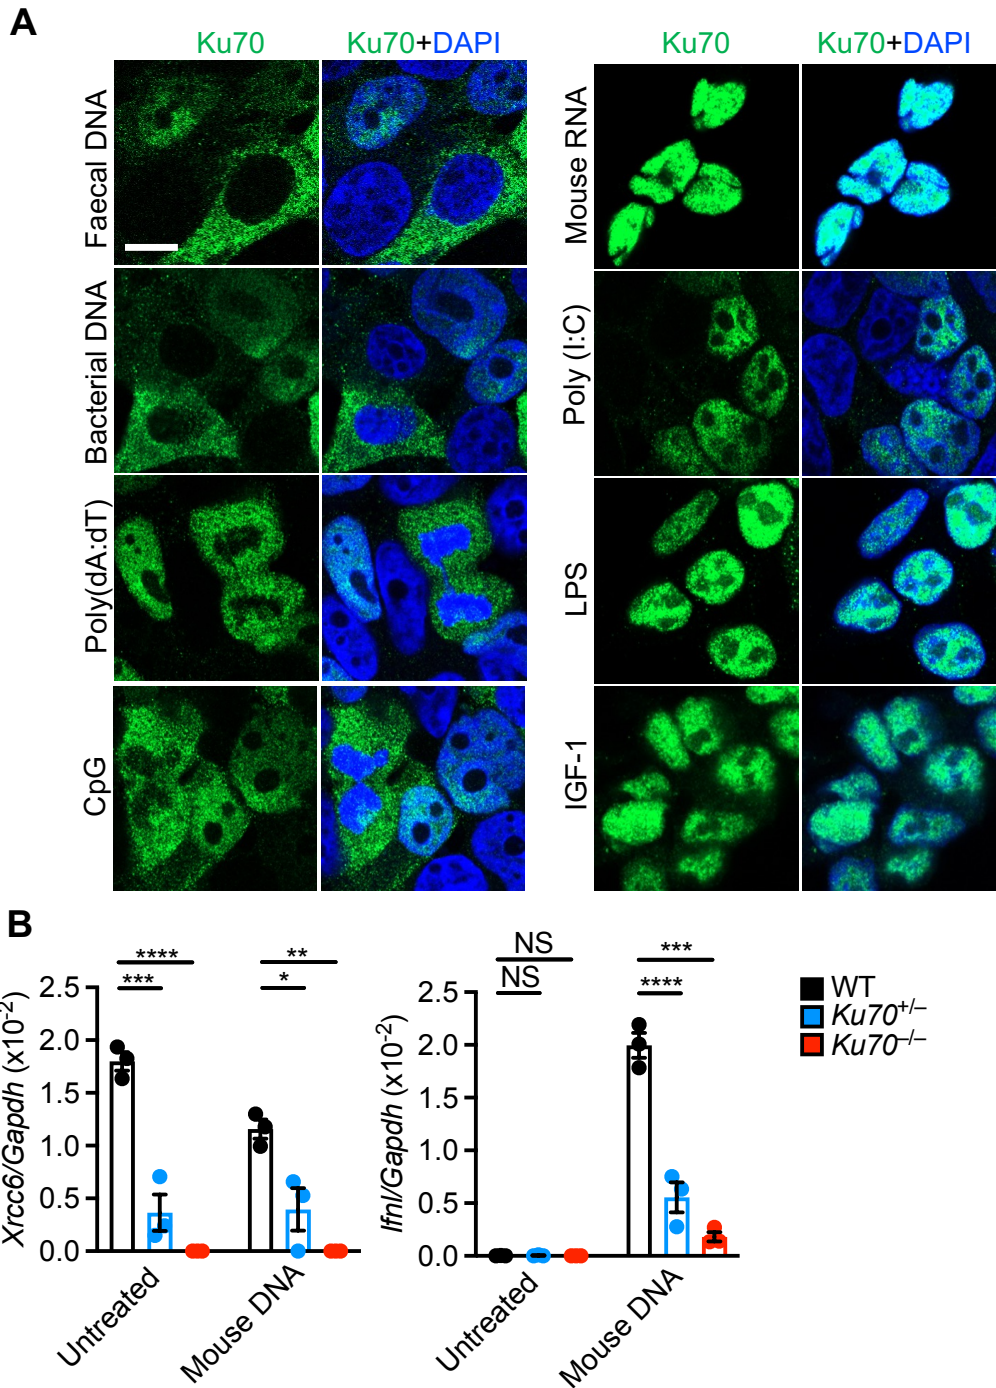 A
Ku70 Ku70+DAPI
Ku70 Ku70+DAPI
Faecal DNA
Bacterial DNA
Poly(dA:dT)
CpG
Mouse RNA
Poly (I:C)
LPS
IGF-1
B
Xrcc6/Gapdh (x10-2)
2.5
2.0
1.5
1.0
0.5
0.0
****
***
**
*
Untreated
Mouse DNA
Ifnl/Gapdh (x10-2)
2.5
2.0
1.5
1.0
0.5
0.0
NS
NS
***
****
Untreated
Mouse DNA
WT
Ku70+/–
Ku70–/–